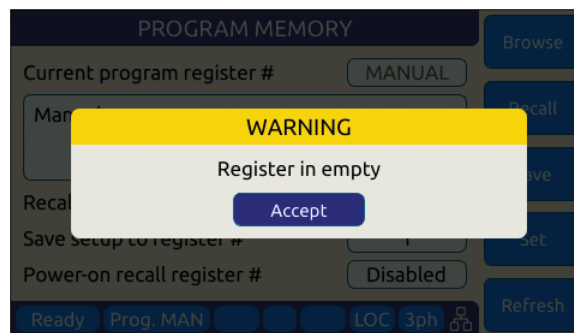 PROGRAM MEMORY
Browse
Current program register #
MANUAL
Recall
WARNING
Register in empty
Accept
Save setup to register #
1
Set
Power-on recall register #
Disabled
Refresh
Ready
Prog. MAN
LOC
3ph